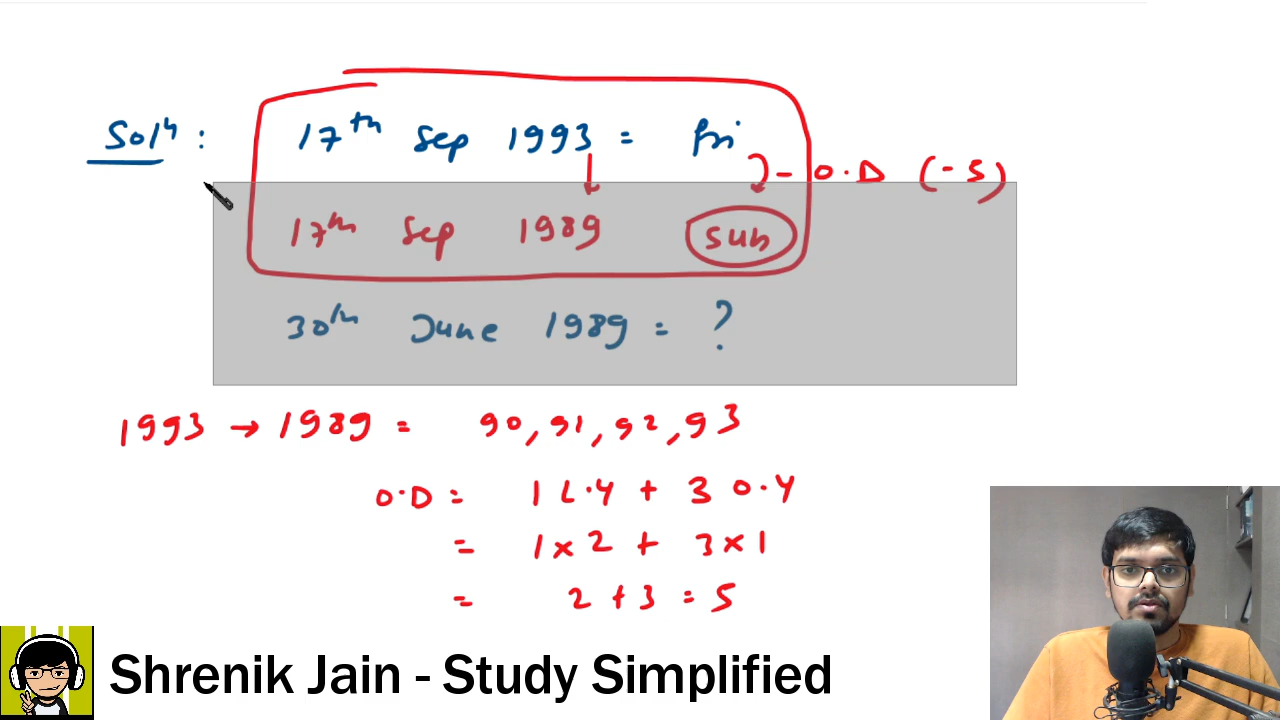 Solⁿ : 17th Sep 1993 = Fri
- O.D (-5)
17th Sep 1989 Sun
30th June 1989 = ?
1993 → 1989 = 90, 91, 92, 93
O.D = 1 L.Y + 3 O.Y
= 1 x 2 + 3 x 1
= 2 + 3 = 5
Shrenik Jain - Study Simplified